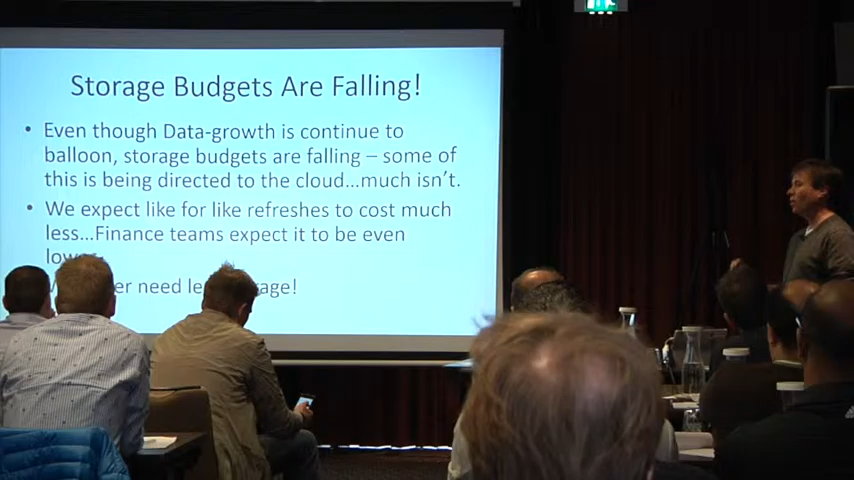 Storage Budgets Are Falling!
• Even though Data-growth is continue to
balloon, storage budgets are falling – some of
this is being directed to the cloud...much isn't.
• We expect like for like refreshes to cost much
less...Finance teams expect it to be even
need